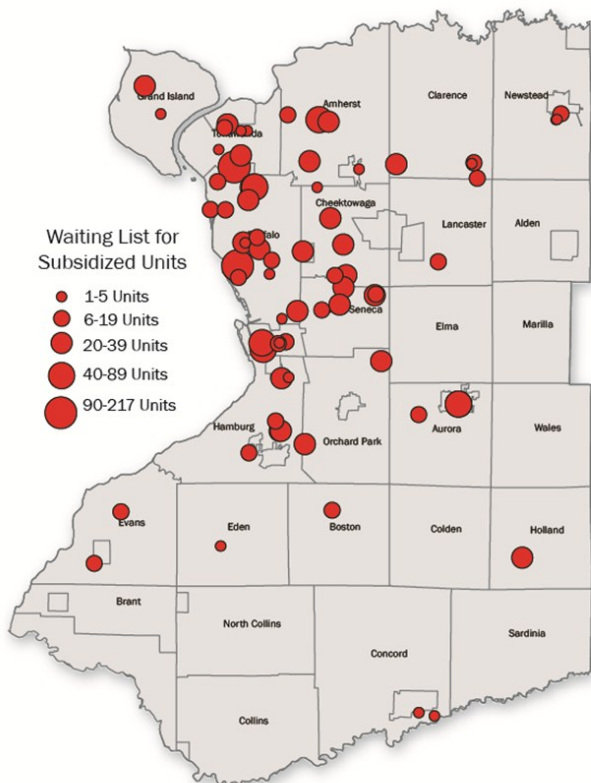 Grand Island
Amherst
Clarence
Newstead
Cheektowaga
Lancaster
Alden
Waiting List for
Subsidized Units
1-5 Units
6-19 Units
20-39 Units
40-89 Units
90-217 Units
Seneca
Elma
Marilla
Hamburg
Orchard Park
Aurora
Wales
Evans
Eden
Boston
Colden
Holland
Brant
North Collins
Concord
Sardinia
Collins